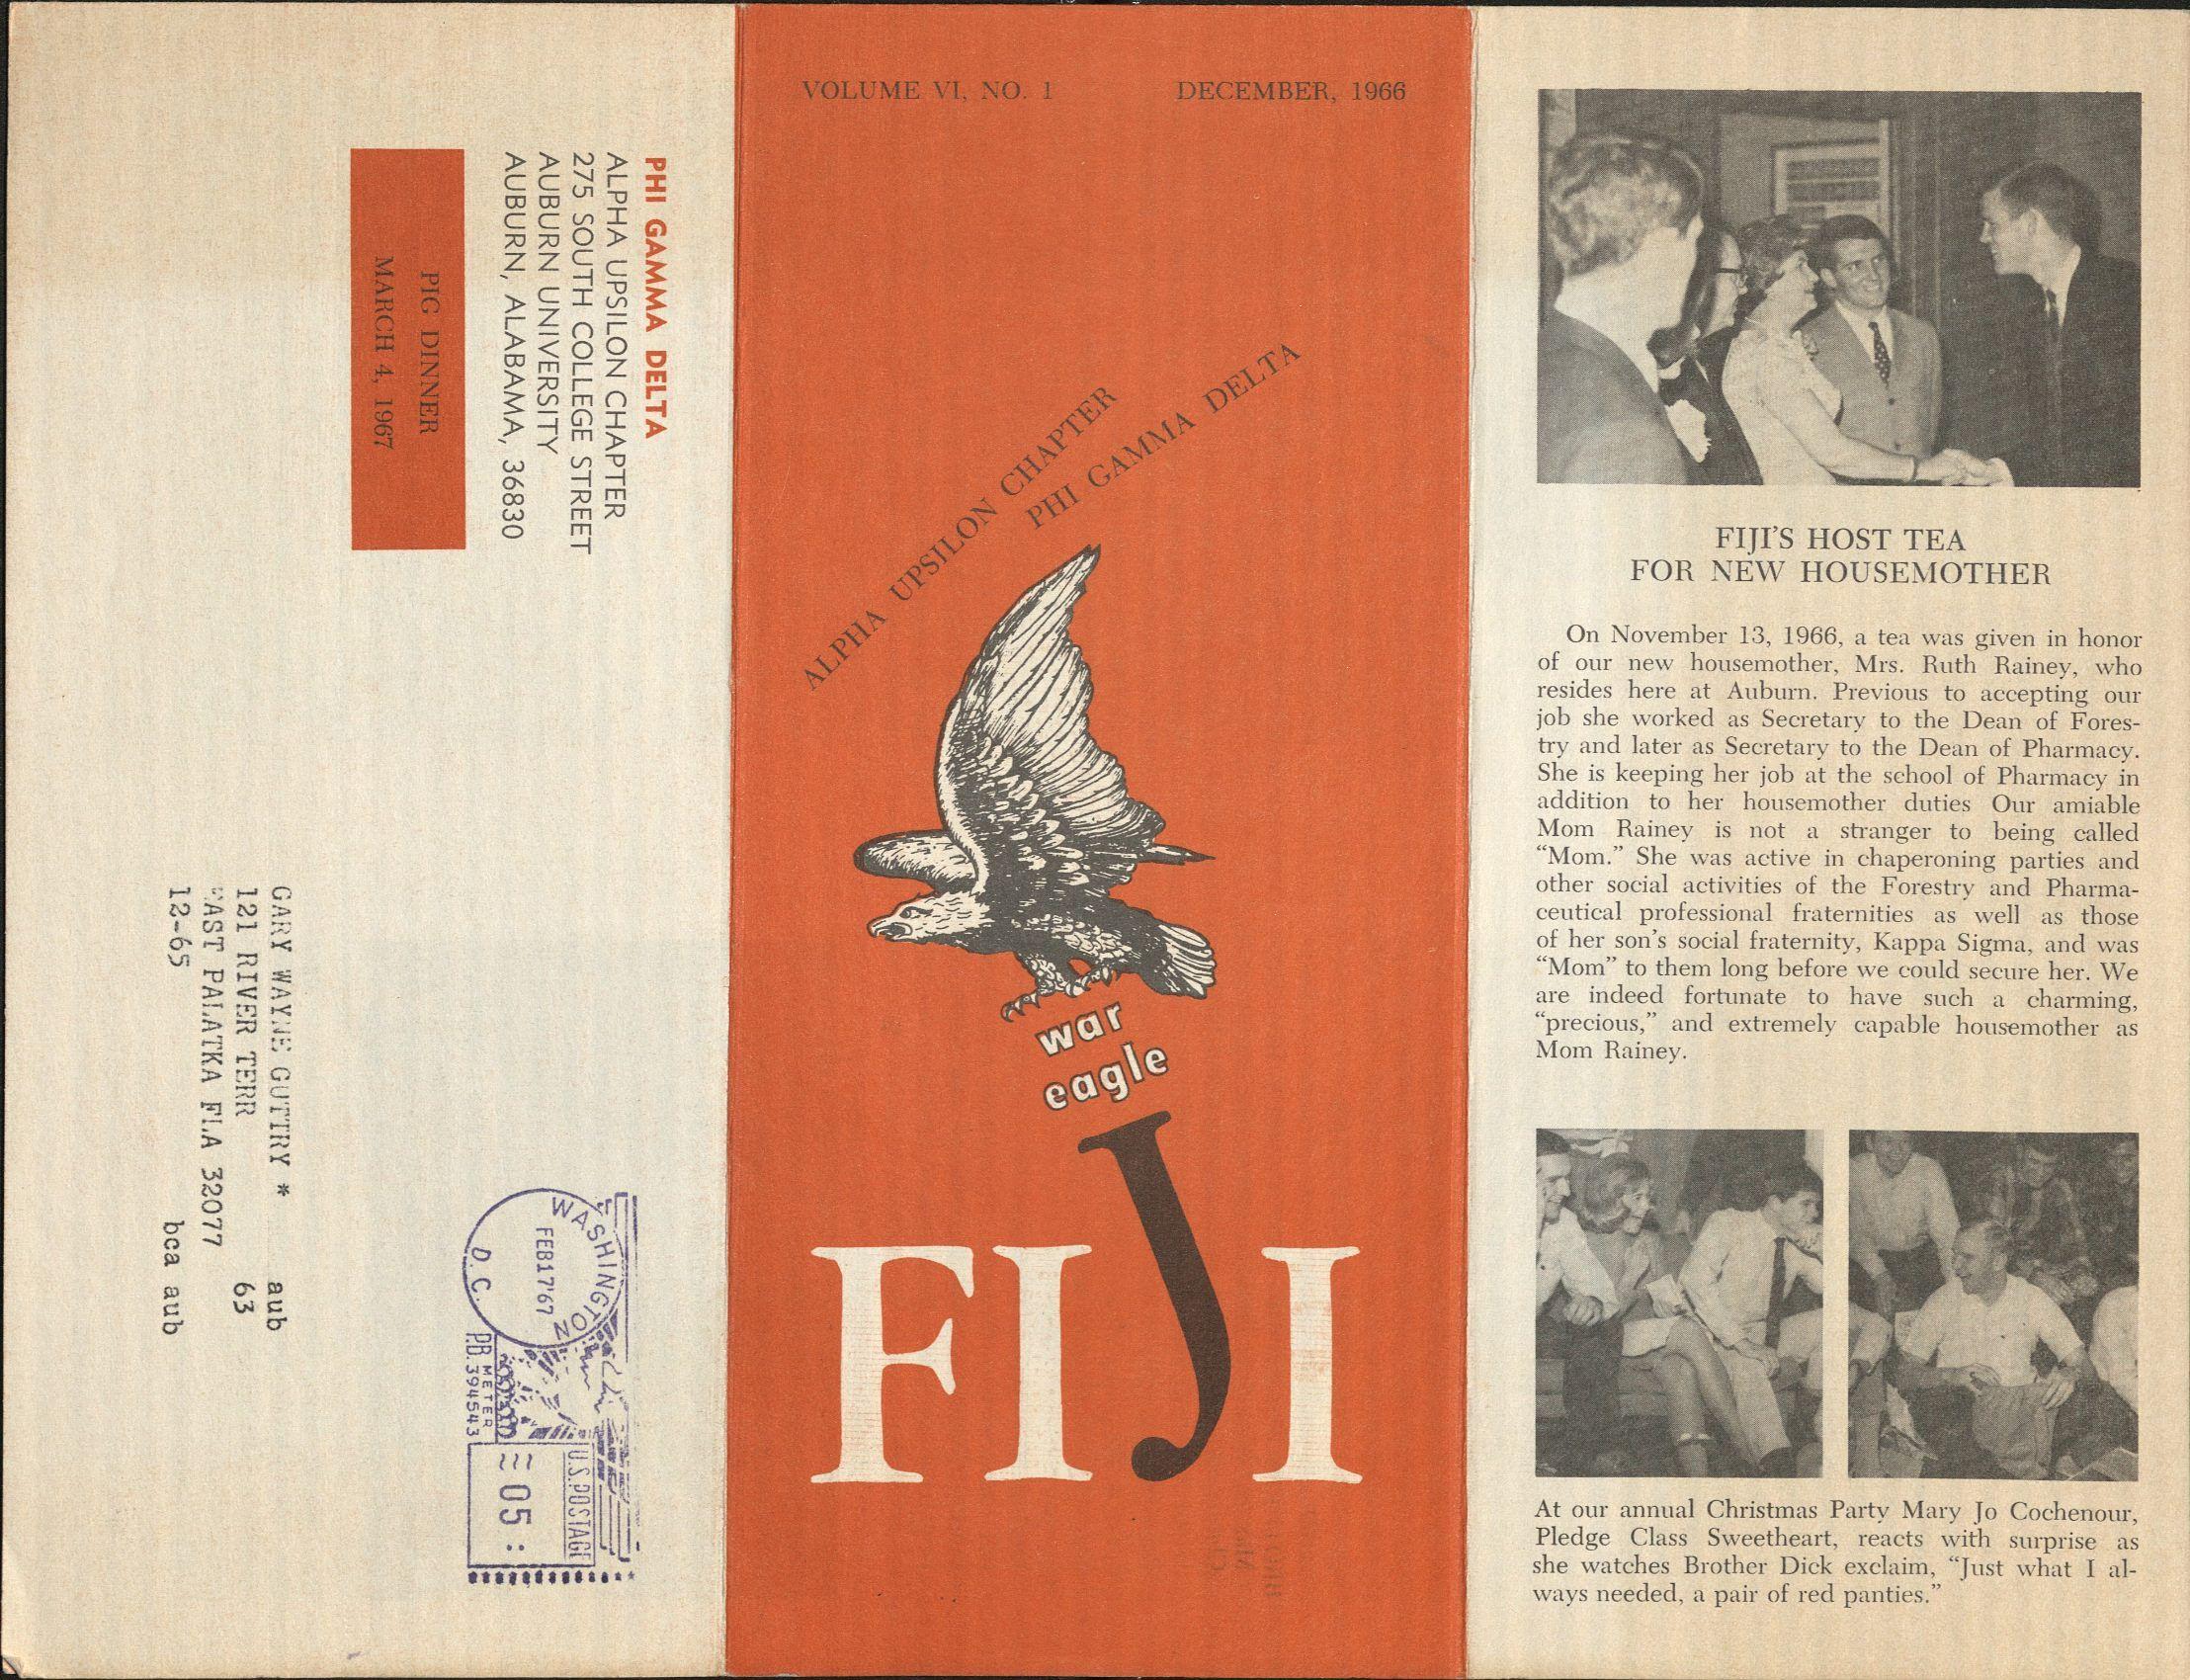 PHI GAMMA DELTA
ALPHA UPSILON CHAPTER
275 SOUTH COLLEGE STREET
AUBURN UNIVERSITY
AUBURN, ALABAMA, 36830
PIG DINNER
MARCH 4, 1967
WASHINGTON
FEB17'67
D.C.
P.B. METER
394543
U.S.POSTAGE
05
GARY WAYNE GUTTRY * aub
121 RIVER TERR 63
EAST PALATKA FLA 32077
12-65 bca aub
VOLUME VI, NO. 1 DECEMBER, 1966
ALPHA UPSILON CHAPTER
PHI GAMMA DELTA
war
eagle
FIJI
FIJI'S HOST TEA
FOR NEW HOUSEMOTHER
On November 13, 1966, a tea was given in honor
of our new housemother, Mrs. Ruth Rainey, who
resides here at Auburn. Previous to accepting our
job she worked as Secretary to the Dean of Fores-
try and later as Secretary to the Dean of Pharmacy.
She is keeping her job at the school of Pharmacy in
addition to her housemother duties Our amiable
Mom Rainey is not a stranger to being called
“Mom.” She was active in chaperoning parties and
other social activities of the Forestry and Pharma-
ceutical professional fraternities as well as those
of her son's social fraternity, Kappa Sigma, and was
“Mom” to them long before we could secure her. We
are indeed fortunate to have such a charming,
“precious,” and extremely capable housemother as
Mom Rainey.
At our annual Christmas Party Mary Jo Cochenour,
Pledge Class Sweetheart, reacts with surprise as
she watches Brother Dick exclaim, “Just what I al-
ways needed, a pair of red panties.”